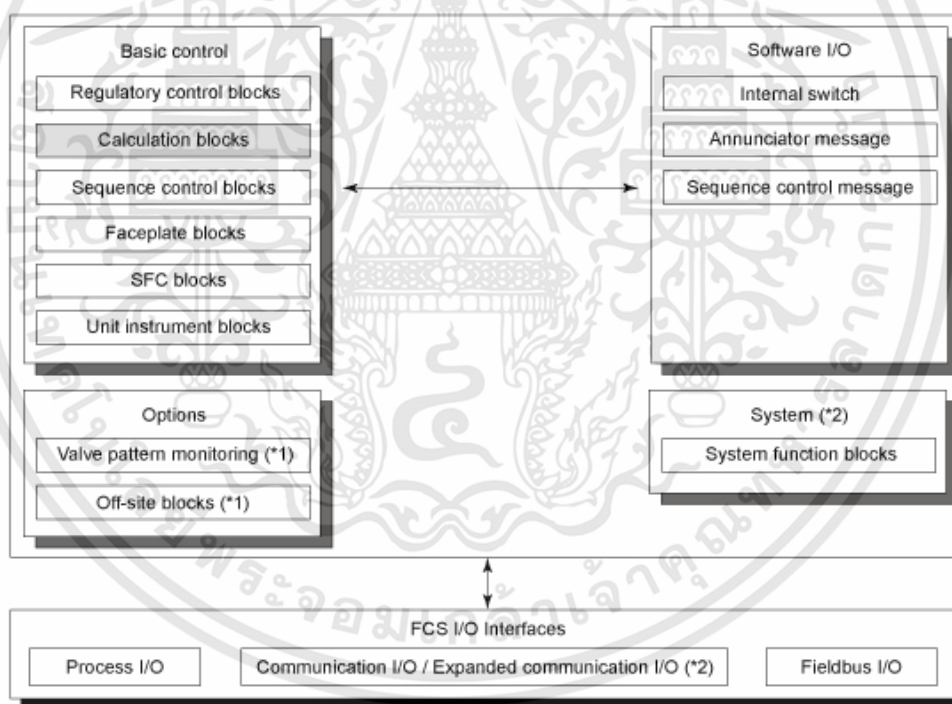 Basic control
Regulatory control blocks
Calculation blocks
Sequence control blocks
Faceplate blocks
SFC blocks
Unit instrument blocks
Software I/O
Internal switch
Annunciator message
Sequence control message
Options
Valve pattern monitoring (*1)
Off-site blocks (*1)
System (*2)
System function blocks
FCS I/O Interfaces
Process I/O
Communication I/O / Expanded communication I/O (*2)
Fieldbus I/O